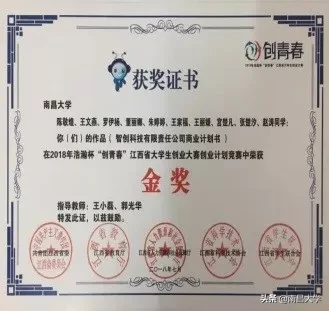 创青春
获奖证书
南昌大学
陈敬雄、王文燕、罗伊杨、董丽娜、朱婷婷、王家福、王丽媛、宫楚凡、张譬汐、赵涛同学：
你（们）的作品（智创科技有限责任公司商业计划书）
在2018年浩瀚杯“创青春”江西省大学生创业大赛创业计划竞赛中荣获
金奖
指导教师：王小磊、郭光华
特发此证，以兹鼓励。
二〇一八年七月
头条 @南昌大学